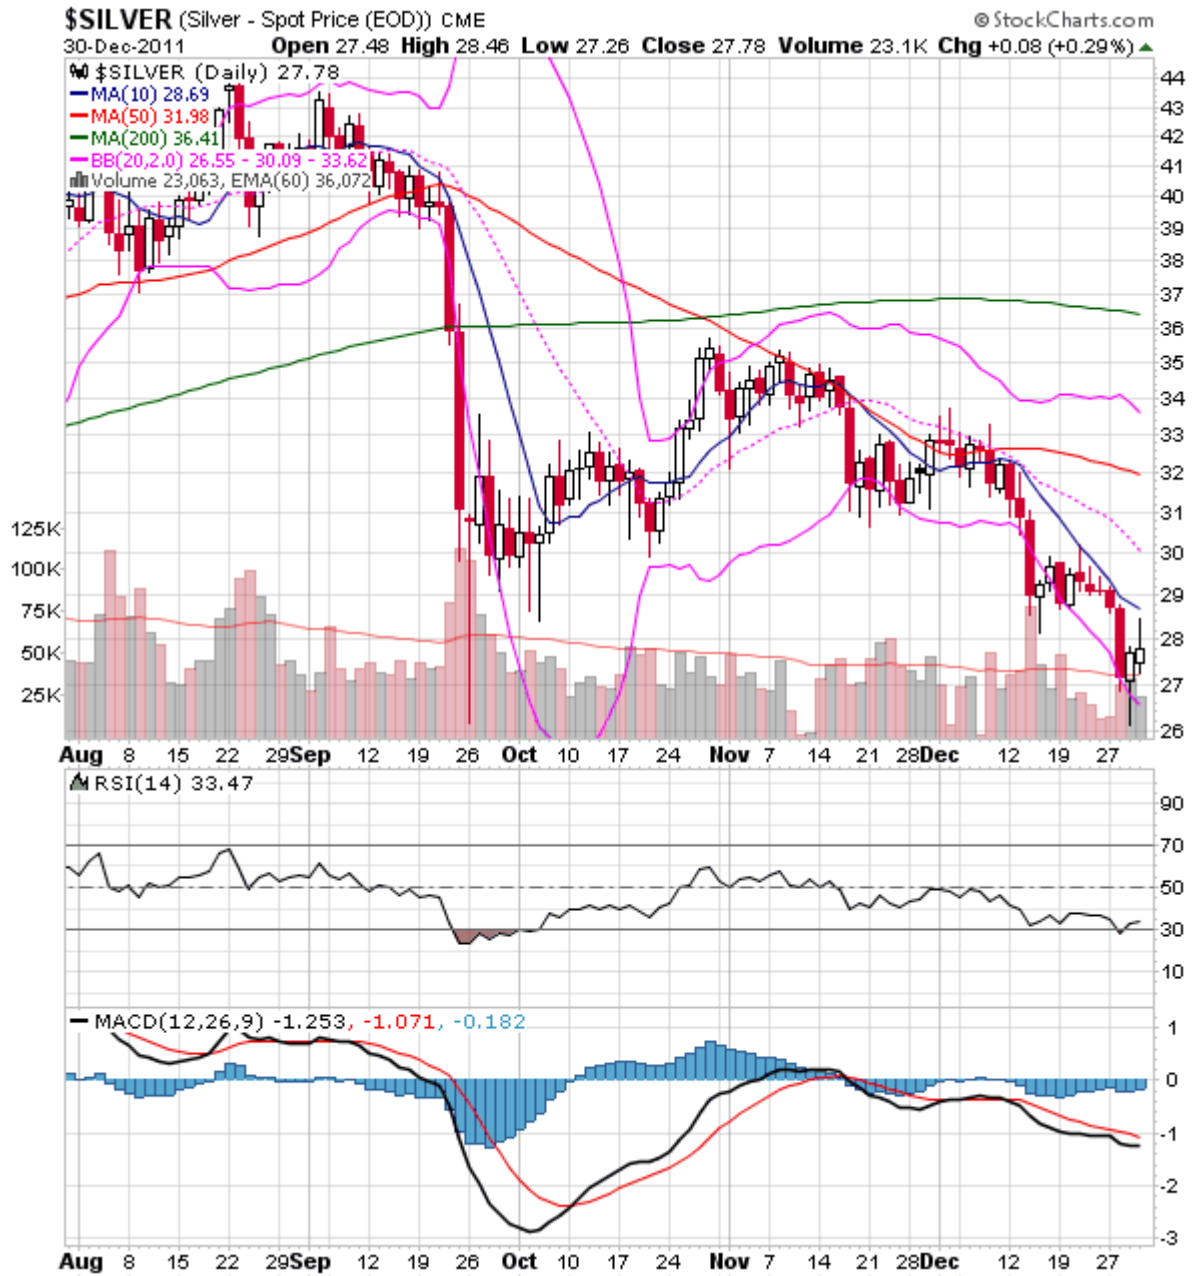 $SILVER (Silver - Spot Price (EOD)) CME © StockCharts.com
30-Dec-2011 Open 27.48 High 28.46 Low 27.26 Close 27.78 Volume 23.1K Chg +0.08 (+0.29%)
$SILVER (Daily) 27.78
MA(10) 28.69
MA(50) 31.98
MA(200) 36.41
BB(20,2.0) 26.55 - 30.09 - 33.62
Volume 23,063, EMA(60) 36,072
44
43
42
41
40
39
38
37
36
35
34
33
32
31
30
29
28
27
26
125K
100K
75K
50K
25K
Aug 8 15 22 29 Sep 12 19 26 Oct 10 17 24 Nov 7 14 21 28 Dec 12 19 27
RSI(14) 33.47
90
70
50
30
10
MACD(12,26,9) -1.253, -1.071, -0.182
1
0
-1
-2
-3
Aug 8 15 22 29 Sep 12 19 26 Oct 10 17 24 Nov 7 14 21 28 Dec 12 19 27